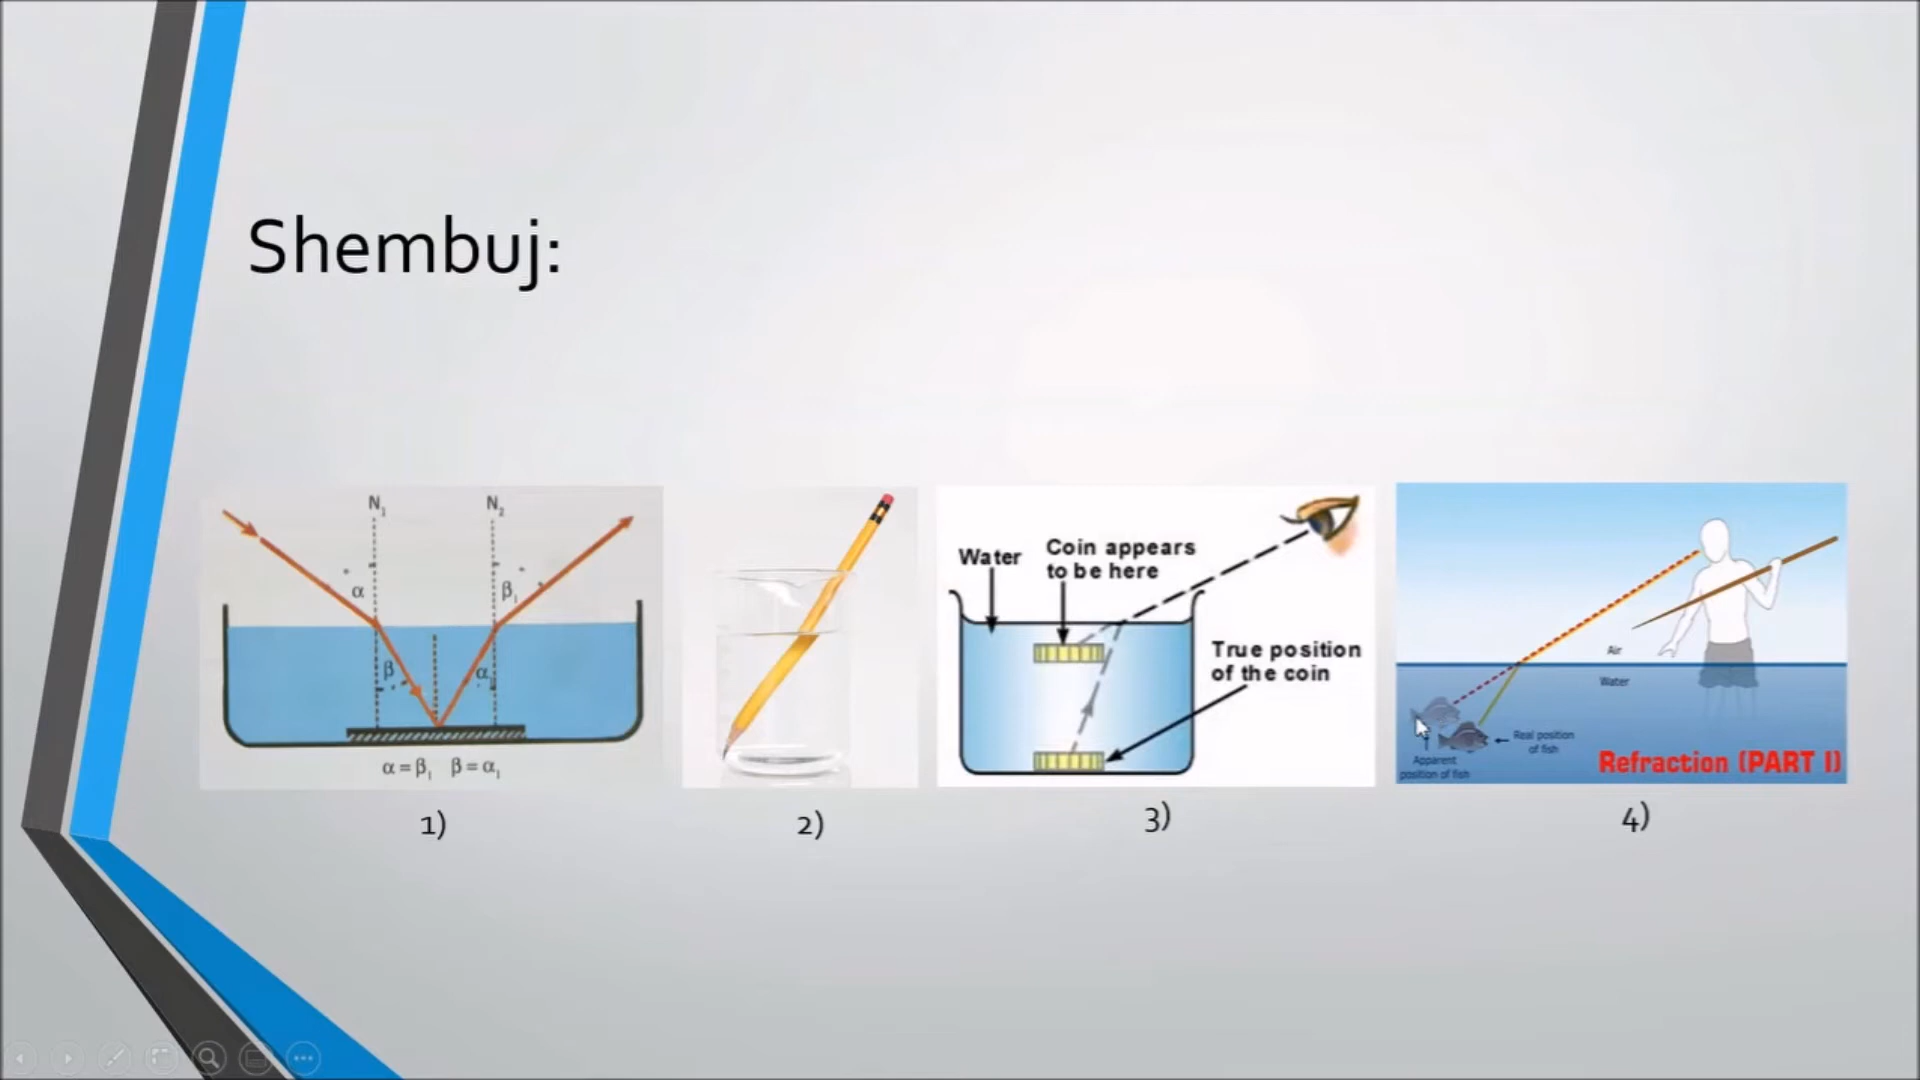 Shembuj:
N₁ N₂
α β₁
β α₁
α = β₁ β = α₁
1)
2)
Water
Coin appears
to be here
True position
of the coin
3)
Air
Water
Real position
of fish
Apparent
position of fish
Refraction (PART I)
4)